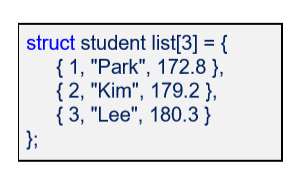 struct student list[3] = {
{ 1, "Park", 172.8 },
{ 2, "Kim", 179.2 },
{ 3, "Lee", 180.3 }
};